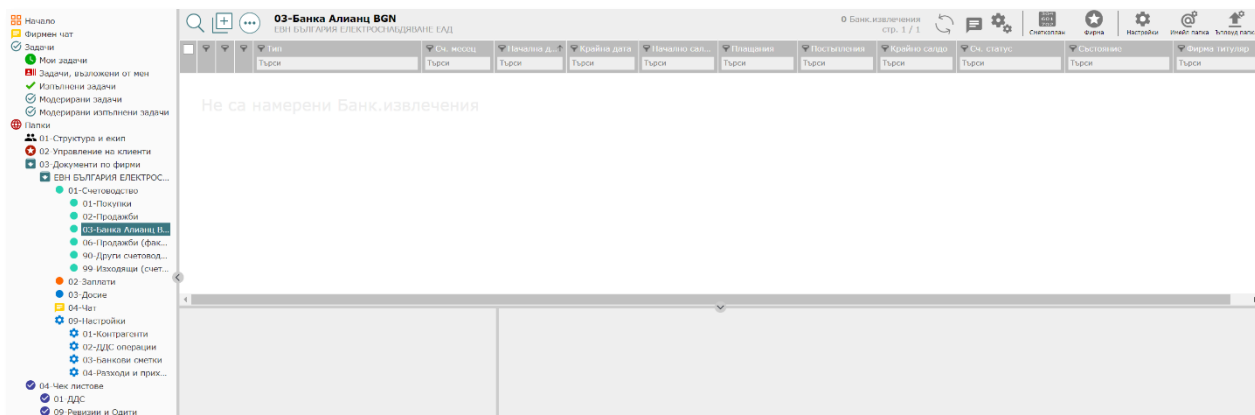 Начало
Фирмен чат
Задачи
Мои задачи
Задачи, възложени от мен
Изпълнени задачи
Модерирани задачи
Модерирани изпълнени задачи
Папки
01-Структура и екип
02-Управление на клиенти
03-Документи по фирми
ЕВН БЪЛГАРИЯ ЕЛЕКТРОС...
01-Счетоводство
01-Покупки
02-Продажби
03-Банка Алианц B...
06-Продажби (фак...
90-Други счетовод...
99-Изходящи (счет...
02-Заплати
03-Досие
04-Чат
09-Настройки
01-Контрагенти
02-ДДС операции
03-Банкови сметки
04-Разходи и прих...
04-Чек листове
01-ДДС
09-Ревизии и Одити
03-Банка Алианц BGN
ЕВН БЪЛГАРИЯ ЕЛЕКТРОСНАБДЯВАНЕ ЕАД
0 Банк.извлечения
стр. 1 / 1
Сметкоплан Фирма Настройки Имейл папка Ъплоуд папк
Тип Сч. месец Начална д... Крайна дата Начално сал... Плащания Постъпления Крайно салдо Сч. статус Състояние Фирма титуляр
Търси Търси Търси Търси Търси Търси Търси Търси Търси Търси Търси
Не са намерени Банк.извлечения